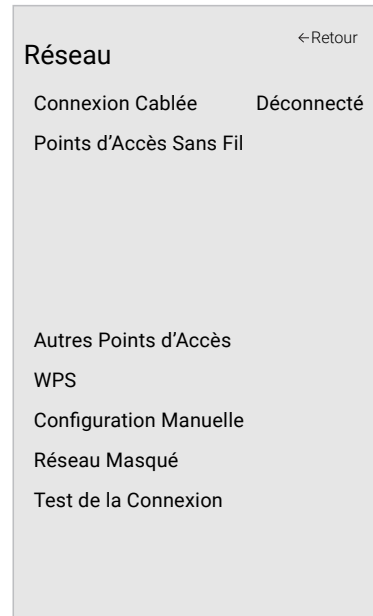 ←Retour
Réseau
Connexion Cablée Déconnecté
Points d’Accès Sans Fil
Autres Points d’Accès
WPS
Configuration Manuelle
Réseau Masqué
Test de la Connexion